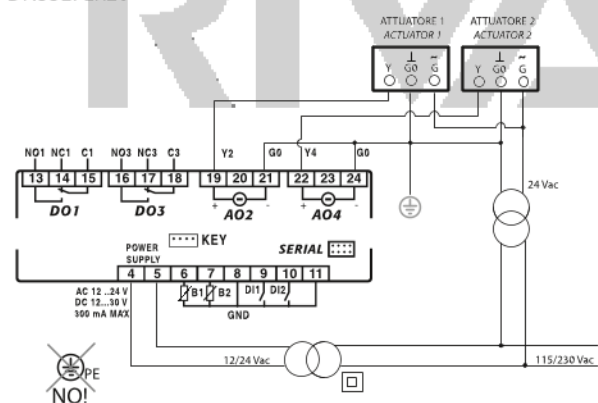 RIVA
ATTUATORE 1
ACTUATOR 1
ATTUATORE 2
ACTUATOR 2
Y G0 G
Y G0 G
NO1 NC1 C1 NO3 NC3 C3 Y2 G0 Y4 G0
13 14 15 16 17 18 19 20 21 22 23 24
DO1 DO3 + AO2 - + AO4 -
24 Vac
KEY
SERIAL
POWER
SUPPLY
4 5 6 7 8 9 10 11
AC 12 ..24 V
DC 12...30 V
300 mA MAX
B1 B2 DI1 DI2
GND
12/24 Vac
115/230 Vac
PE
NO!